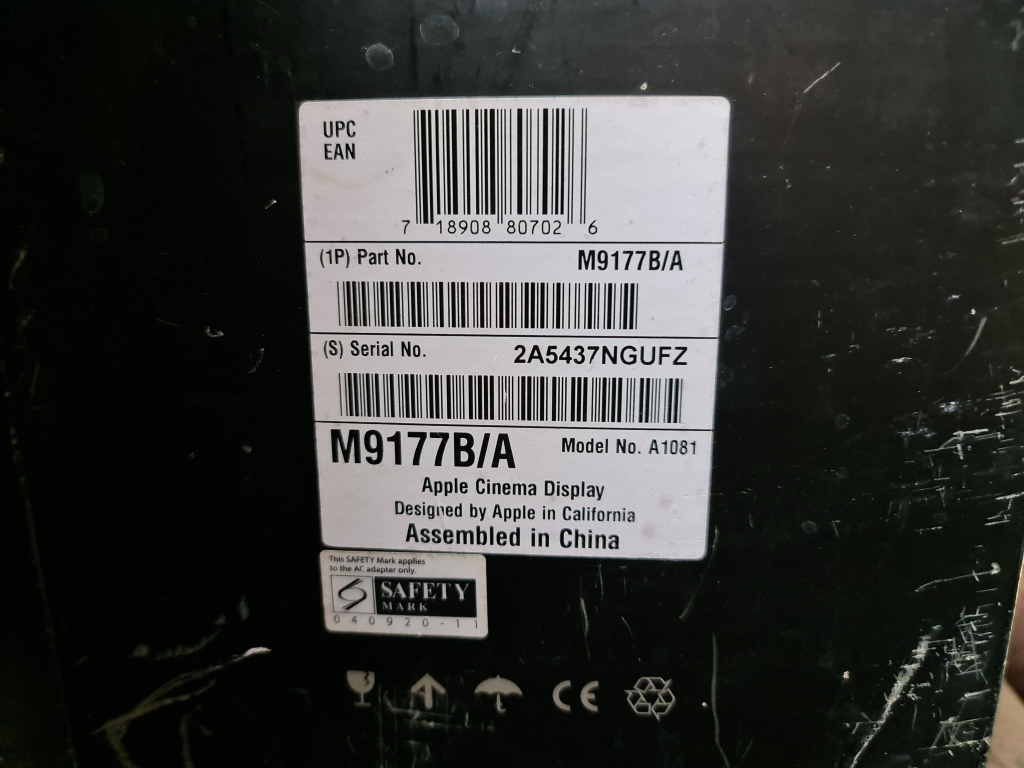 UPC
EAN
7 18908 80702 6
(1P) Part No. M9177B/A
(S) Serial No. 2A5437NGUFZ
M9177B/A Model No. A1081
Apple Cinema Display
Designed by Apple in California
Assembled in China
This SAFETY Mark applies
to the AC adapter only.
SAFETY
MARK
040920-11
CE